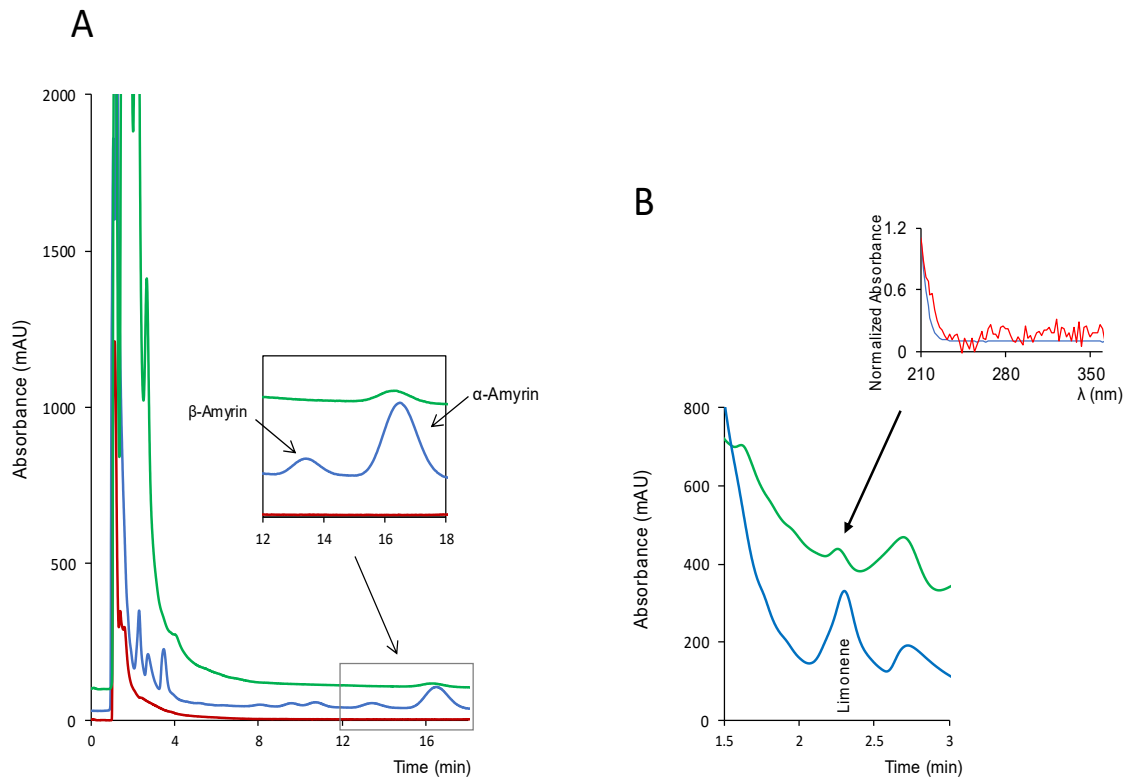 A
2000
1500
1000
500
0
Absorbance (mAU)
0 4 8 12 16
Time (min)
β-Amyrin
α-Amyrin
12 14 16 18
B
Normalized Absorbance
1.2
0.6
0
210 280 350
λ (nm)
800
600
400
200
0
Absorbance (mAU)
Limonene
1.5 2 2.5 3
Time (min)